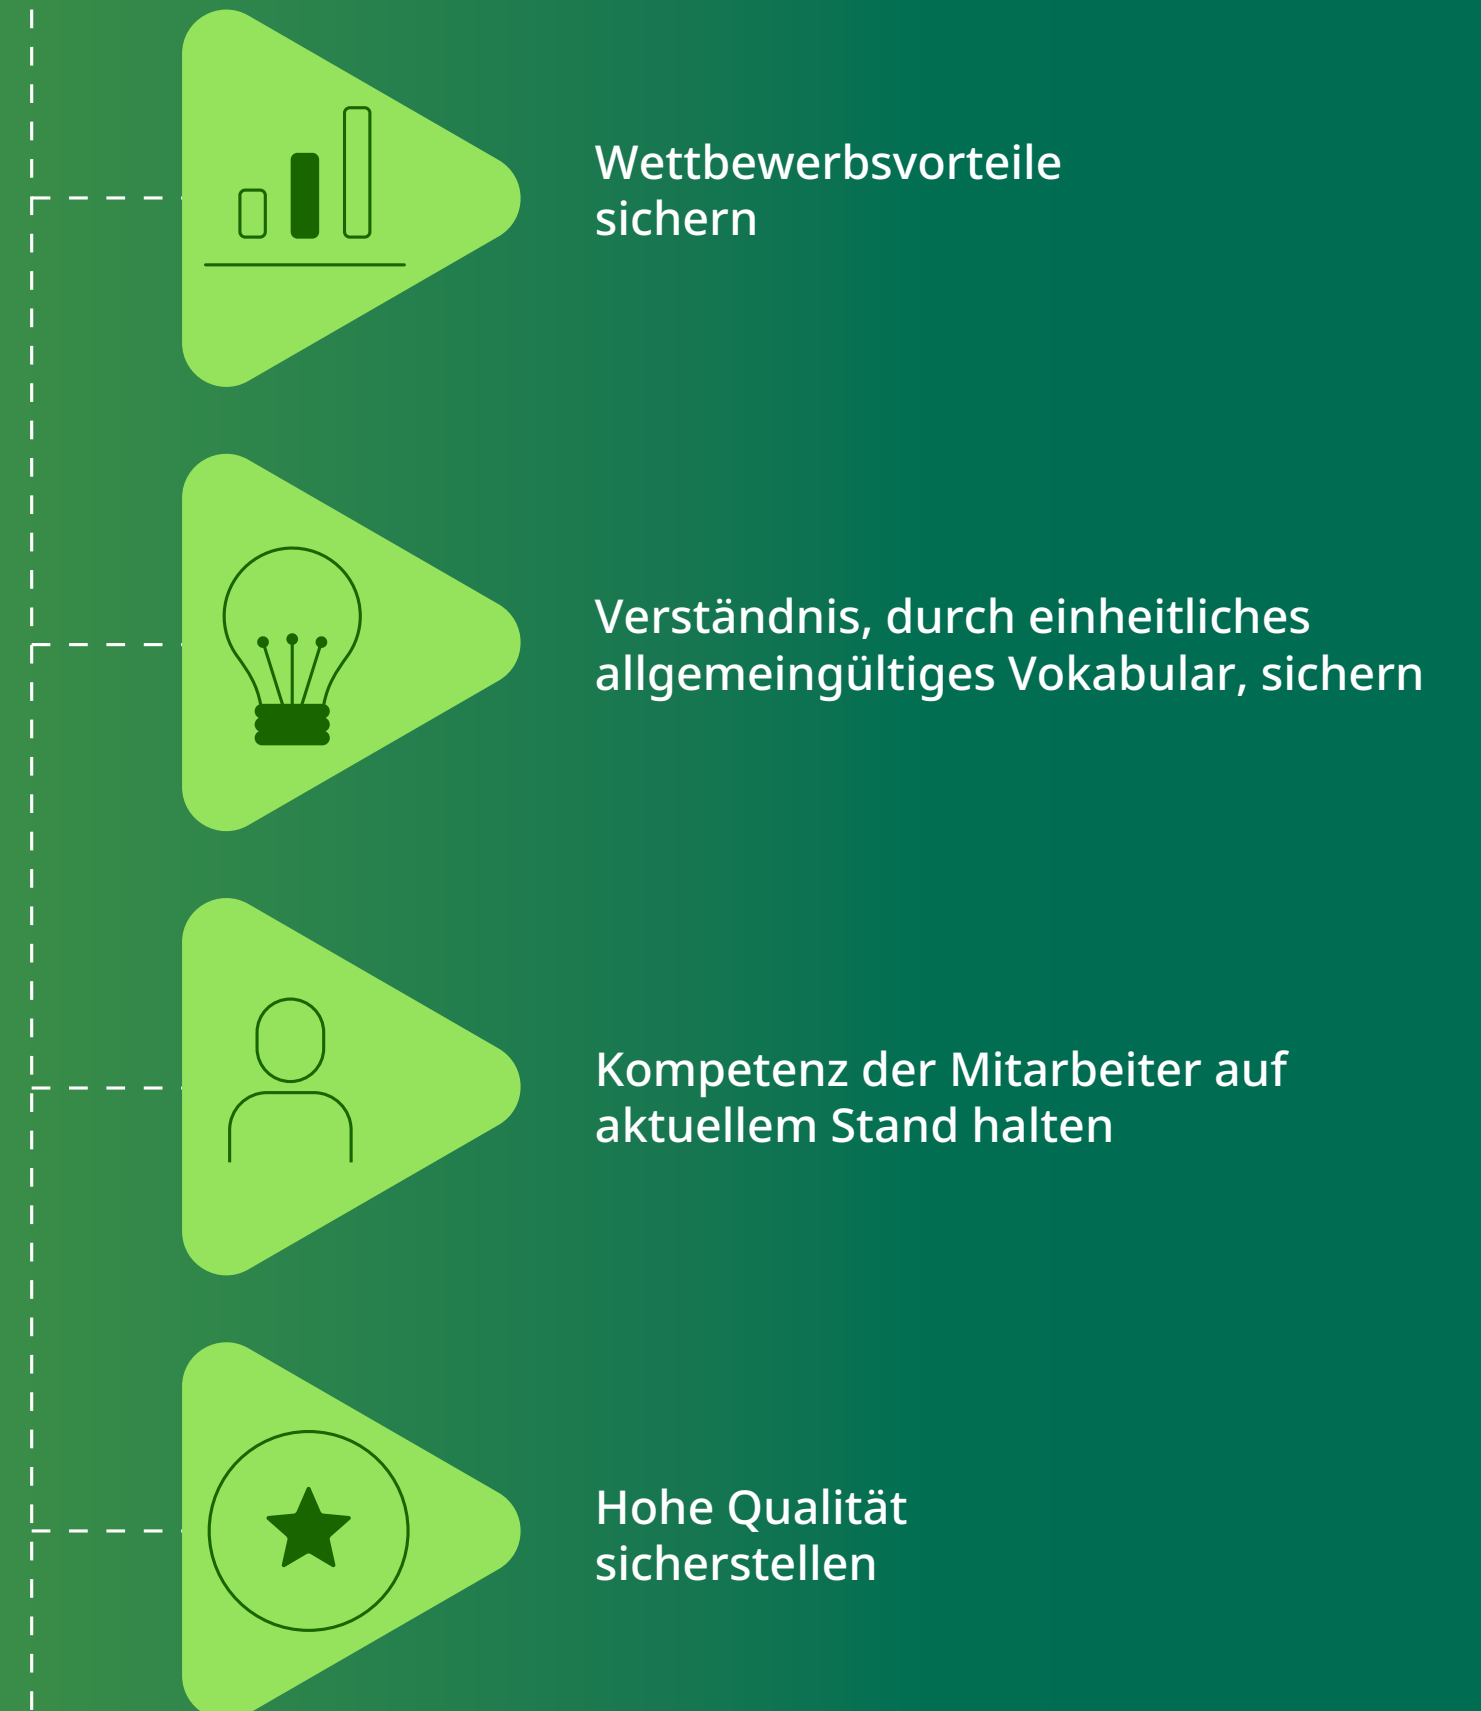 Wettbewerbsvorteile
sichern
Verständnis, durch einheitliches
allgemeingültiges Vokabular, sichern
Kompetenz der Mitarbeiter auf
aktuellem Stand halten
Hohe Qualität
sicherstellen